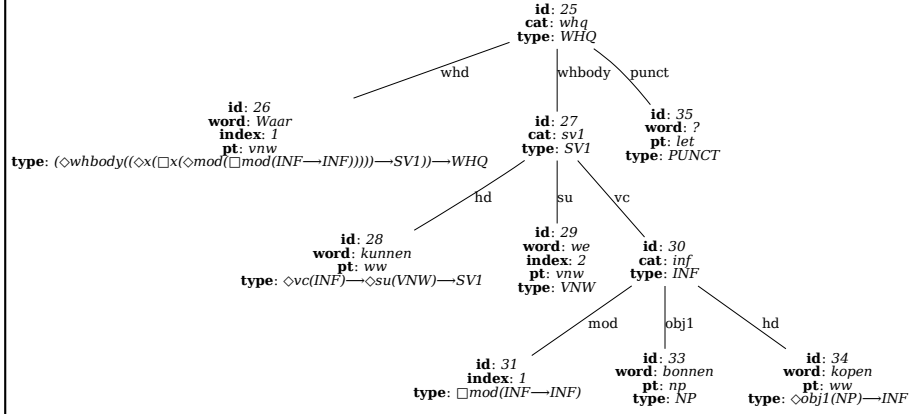 id: 25
cat: whq
type: WHQ
whd
whbody
punct
id: 26
word: Waar
index: 1
pt: vnw
type: (◇whbody((◇x(□x(◇mod(□mod(INF⟶INF)))))⟶SV1))⟶WHQ
id: 27
cat: sv1
type: SV1
id: 35
word: ?
pt: let
type: PUNCT
hd
su
vc
id: 28
word: kunnen
pt: ww
type: ◇vc(INF)⟶◇su(VNW)⟶SV1
id: 29
word: we
index: 2
pt: vnw
type: VNW
id: 30
cat: inf
type: INF
mod
obj1
hd
id: 31
index: 1
type: □mod(INF⟶INF)
id: 33
word: bonnen
pt: np
type: NP
id: 34
word: kopen
pt: ww
type: ◇obj1(NP)⟶INF